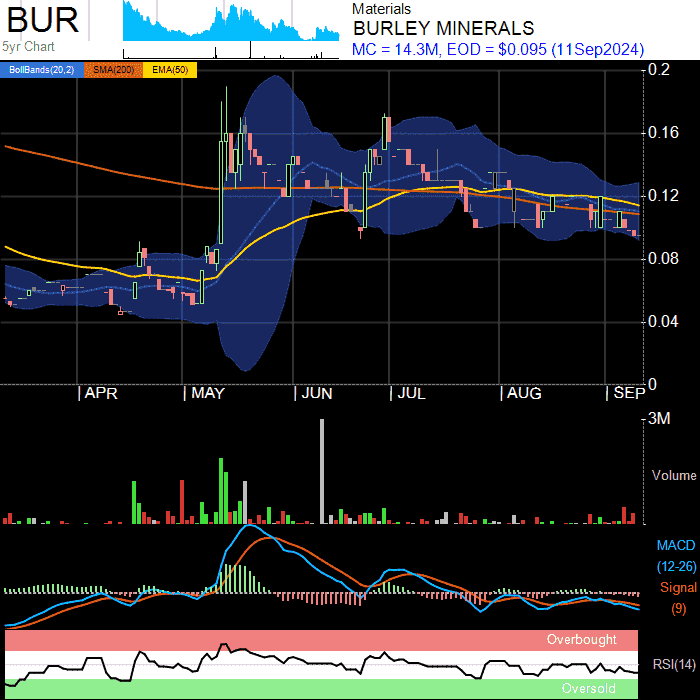 BUR
5yr Chart
Materials
BURLEY MINERALS
MC = 14.3M, EOD = $0.095 (11Sep2024)
BollBands(20,2) SMA(200) EMA(50)
0.2
0.16
0.12
0.08
0.04
0
APR MAY JUN JUL AUG SEP
3M
Volume
MACD
(12-26)
Signal
(9)
Overbought
RSI(14)
Oversold